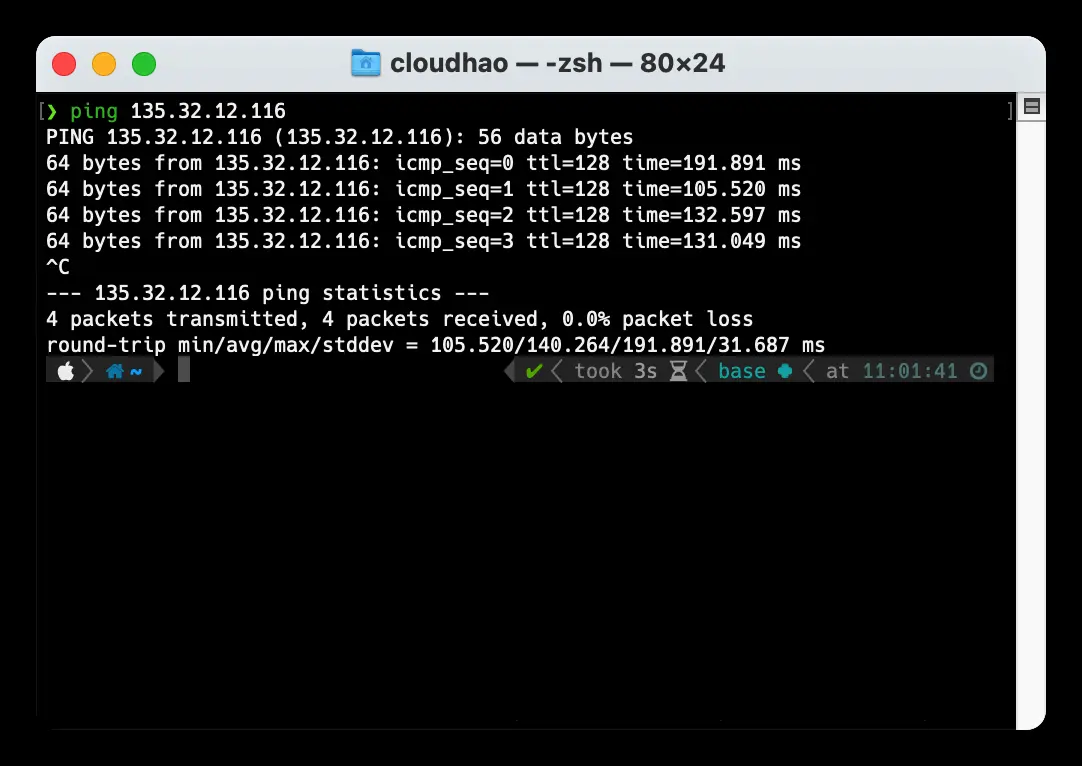 cloudhao — -zsh — 80×24
[❯ ping 135.32.12.116 ]
PING 135.32.12.116 (135.32.12.116): 56 data bytes
64 bytes from 135.32.12.116: icmp_seq=0 ttl=128 time=191.891 ms
64 bytes from 135.32.12.116: icmp_seq=1 ttl=128 time=105.520 ms
64 bytes from 135.32.12.116: icmp_seq=2 ttl=128 time=132.597 ms
64 bytes from 135.32.12.116: icmp_seq=3 ttl=128 time=131.049 ms
^C
--- 135.32.12.116 ping statistics ---
4 packets transmitted, 4 packets received, 0.0% packet loss
round-trip min/avg/max/stddev = 105.520/140.264/191.891/31.687 ms
~ ✔ took 3s base at 11:01:41